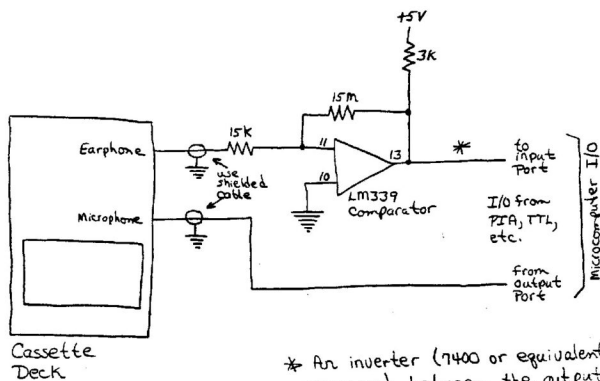 +5V
3K
15M
15K
Earphone
11
13
*
to
input
Port
use
shielded
cable
10
LM339
Comparator
I/O from
PIA, TTL,
etc.
Microcomputer I/O
Microphone
from
output
Port
Cassette
Deck
* An inverter (7400 or equivalent
between the output